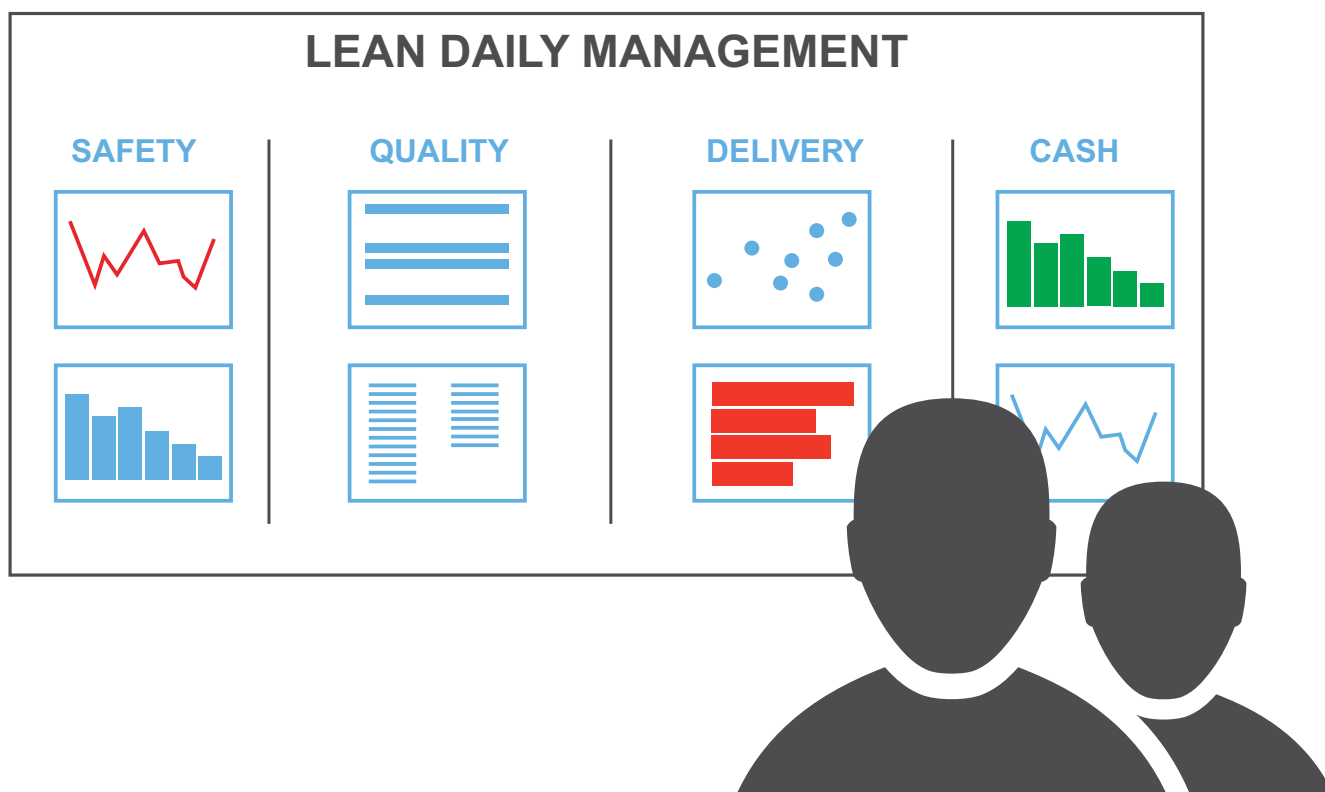 LEAN DAILY MANAGEMENT
SAFETY
QUALITY
DELIVERY
CASH